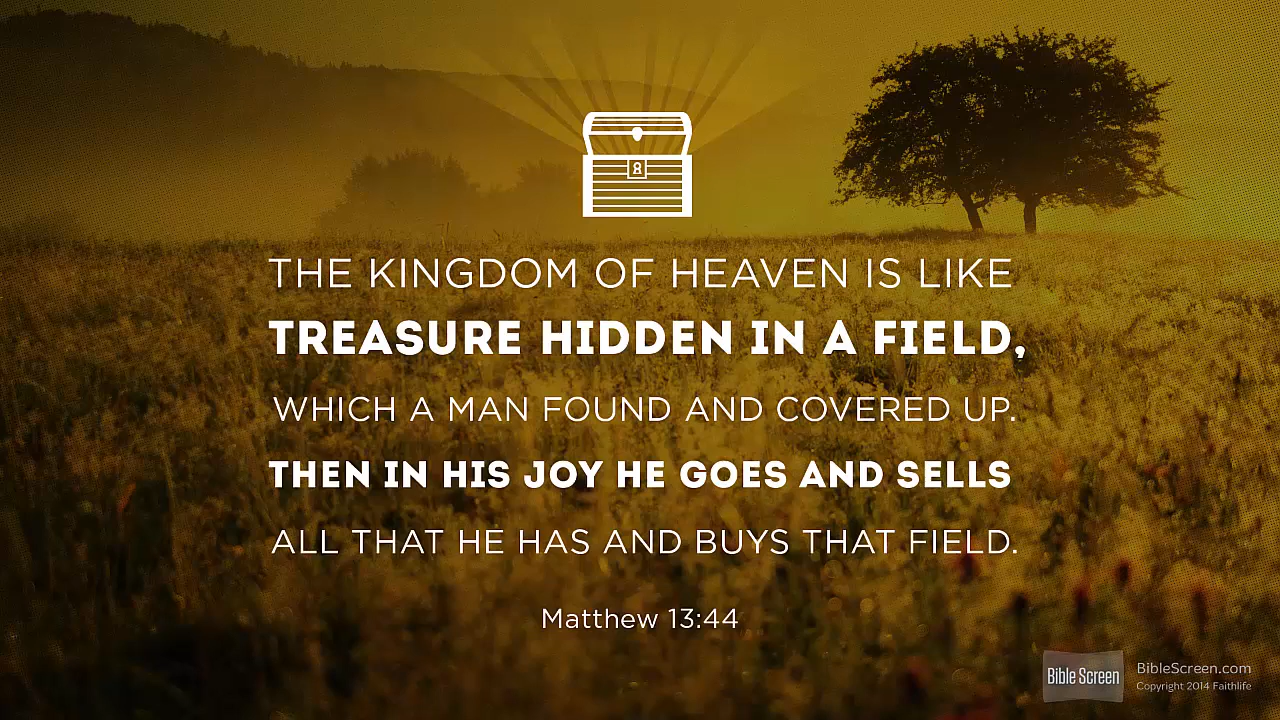 THE KINGDOM OF HEAVEN IS LIKE
TREASURE HIDDEN IN A FIELD,
WHICH A MAN FOUND AND COVERED UP.
THEN IN HIS JOY HE GOES AND SELLS
ALL THAT HE HAS AND BUYS THAT FIELD.
Matthew 13:44
Bible Screen
BibleScreen.com
Copyright 2014 Faithlife